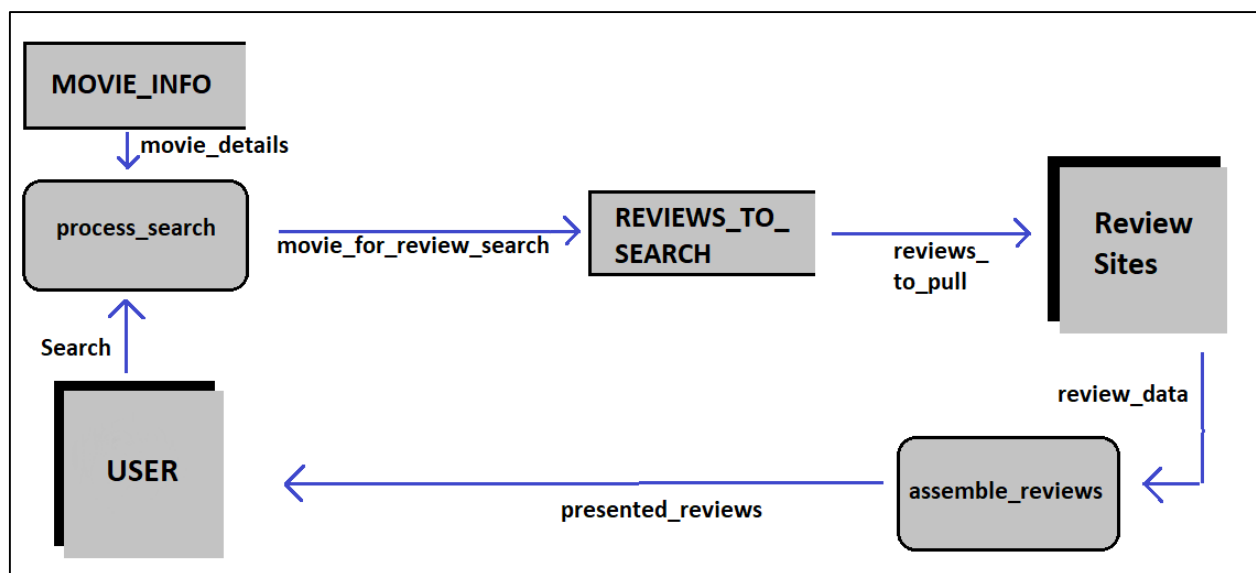 MOVIE_INFO
movie_details
process_search
movie_for_review_search
REVIEWS_TO_
SEARCH
reviews_
to_pull
Review
Sites
Search
USER
review_data
assemble_reviews
presented_reviews